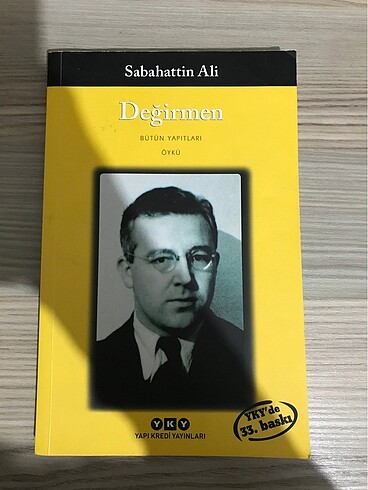 Sabahattin Ali
Değirmen
BÜTÜN YAPITLARI
ÖYKÜ
YKY'de
33. baskı
YKY
YAPI KREDİ YAYINLARI